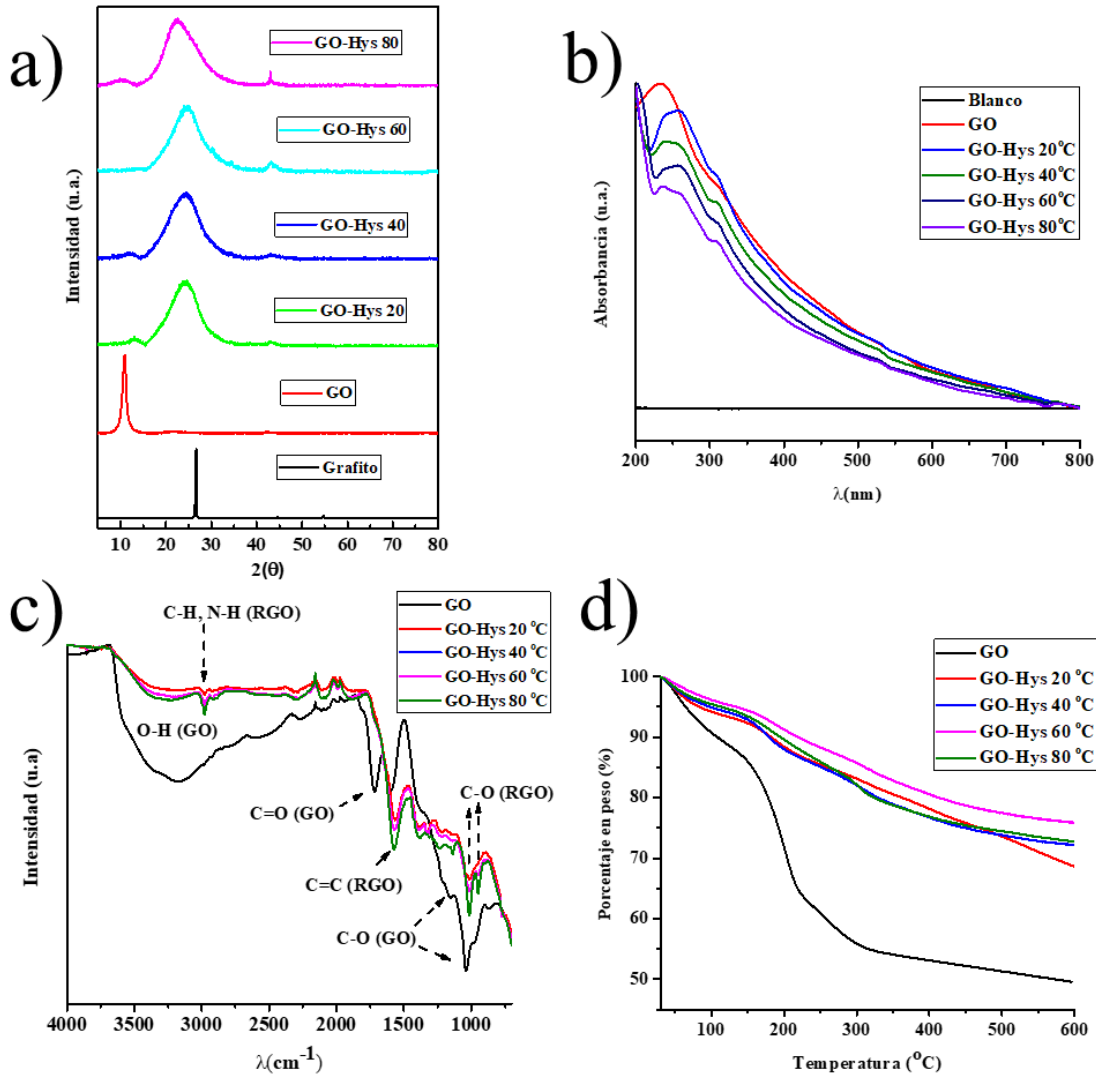 a)
GO-Hys 80
GO-Hys 60
GO-Hys 40
GO-Hys 20
GO
Grafito
Intensidad (u.a.)
10 20 30 40 50 60 70 80
2(θ)
b)
Blanco
GO
GO-Hys 20°C
GO-Hys 40°C
GO-Hys 60°C
GO-Hys 80°C
Absorbancia (u.a.)
200 300 400 500 600 700 800
λ(nm)
c)
C-H, N-H (RGO)
GO
GO-Hys 20 °C
GO-Hys 40 °C
GO-Hys 60 °C
GO-Hys 80 °C
O-H (GO)
C=O (GO)
C-O (RGO)
C=C (RGO)
C-O (GO)
Intensidad (u.a)
4000 3500 3000 2500 2000 1500 1000
λ(cm⁻¹)
d)
GO
GO-Hys 20 °C
GO-Hys 40 °C
GO-Hys 60 °C
GO-Hys 80 °C
Porcentaje en peso (%)
100
90
80
70
60
50
100 200 300 400 500 600
Temperatura (°C)